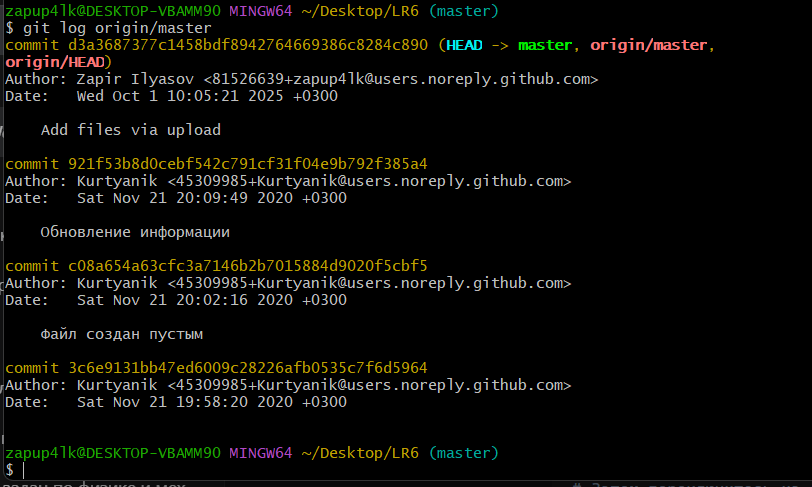 zapup4lk@DESKTOP-VBAMM90 MINGW64 ~/Desktop/LR6 (master)
$ git log origin/master
commit d3a3687377c1458bdf8942764669386c8284c890 (HEAD -> master, origin/master,
origin/HEAD)
Author: Zapir Ilyasov <81526639+zapup4lk@users.noreply.github.com>
Date:   Wed Oct 1 10:05:21 2025 +0300
    Add files via upload
commit 921f53b8d0cebf542c791cf31f04e9b792f385a4
Author: Kurtyanik <45309985+Kurtyanik@users.noreply.github.com>
Date:   Sat Nov 21 20:09:49 2020 +0300
    Обновление информации
commit c08a654a63cfc3a7146b2b7015884d9020f5cbf5
Author: Kurtyanik <45309985+Kurtyanik@users.noreply.github.com>
Date:   Sat Nov 21 20:02:16 2020 +0300
    Файл создан пустым
commit 3c6e9131bb47ed6009c28226afb0535c7f6d5964
Author: Kurtyanik <45309985+Kurtyanik@users.noreply.github.com>
Date:   Sat Nov 21 19:58:20 2020 +0300
zapup4lk@DESKTOP-VBAMM90 MINGW64 ~/Desktop/LR6 (master)
$